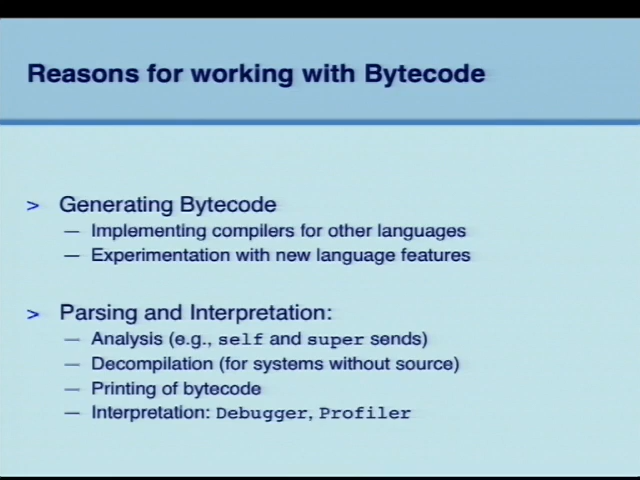 Reasons for working with Bytecode
> Generating Bytecode
— Implementing compilers for other languages
— Experimentation with new language features
> Parsing and Interpretation:
— Analysis (e.g., self and super sends)
— Decompilation (for systems without source)
— Printing of bytecode
— Interpretation: Debugger, Profiler